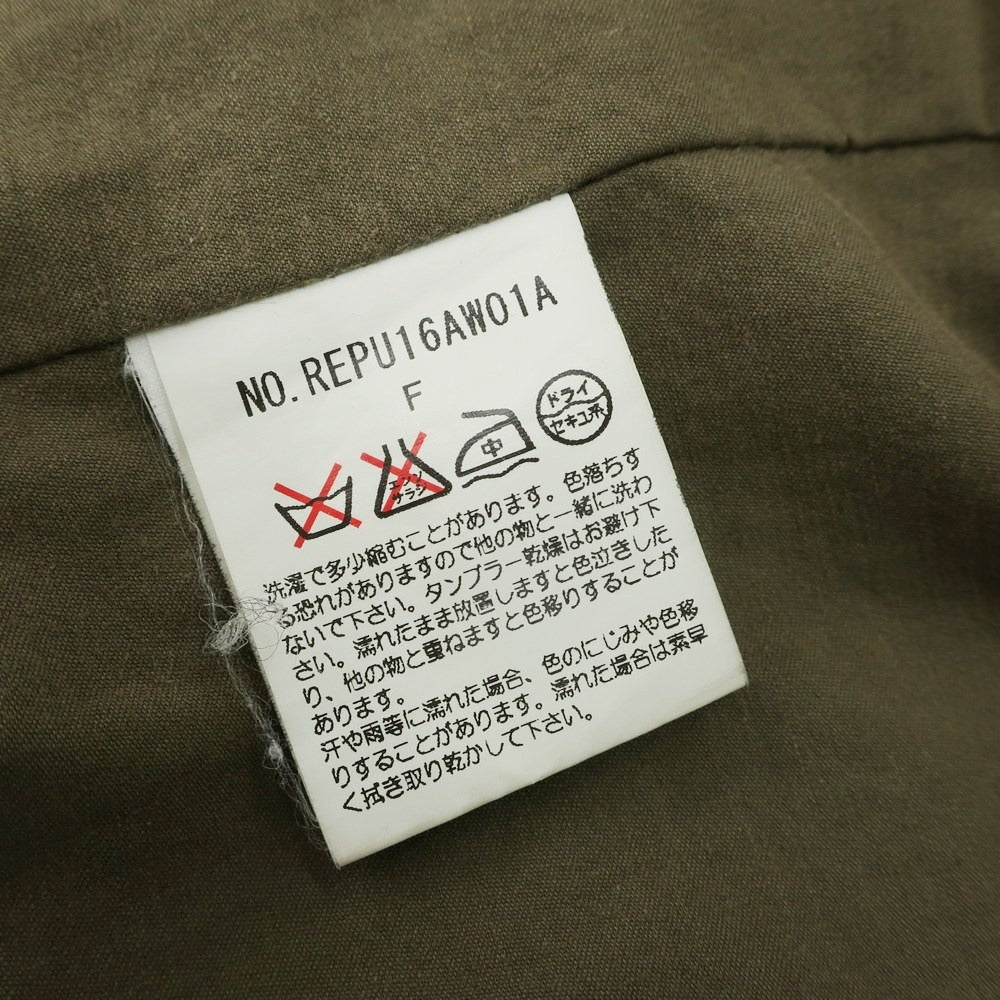 NO.REPU16AW01A
F
エンソ
サラシ
中
ドライ
セキユ系
洗濯で多少縮むことがあります。色落ちす
る恐れがありますので他の物と一緒に洗わ
ないで下さい。タンブラー乾燥はお避け下
さい。濡れたまま放置しますと色泣きした
り、他の物と重ねますと色移りすることが
あります。
汗や雨等に濡れた場合、色のにじみや色移
りすることがあります。濡れた場合は素早
く拭き取り乾かして下さい。